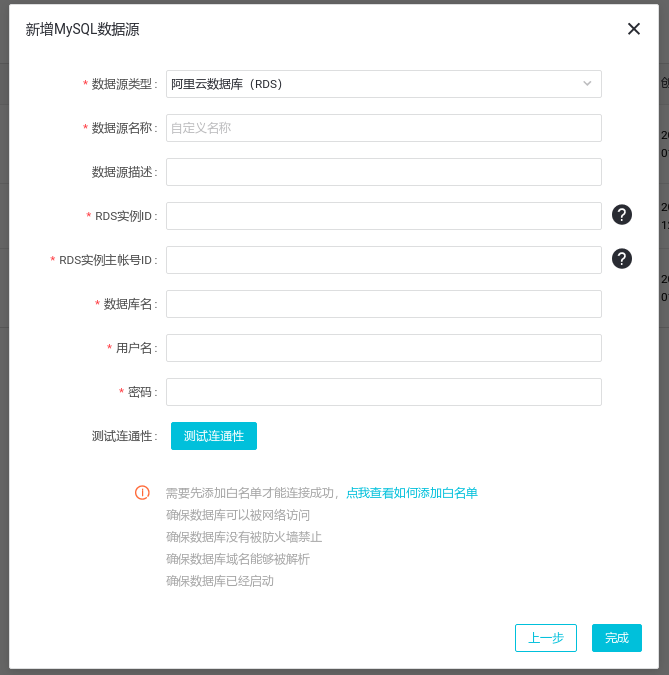 新增MySQL数据源
* 数据源类型: 阿里云数据库（RDS）
* 数据源名称: 自定义名称
数据源描述:
* RDS实例ID: ?
* RDS实例主帐号ID: ?
* 数据库名:
* 用户名:
* 密码:
测试连通性: 测试连通性
需要先添加白名单才能连接成功，点我查看如何添加白名单
确保数据库可以被网络访问
确保数据库没有被防火墙禁止
确保数据库域名能够被解析
确保数据库已经启动
上一步 完成